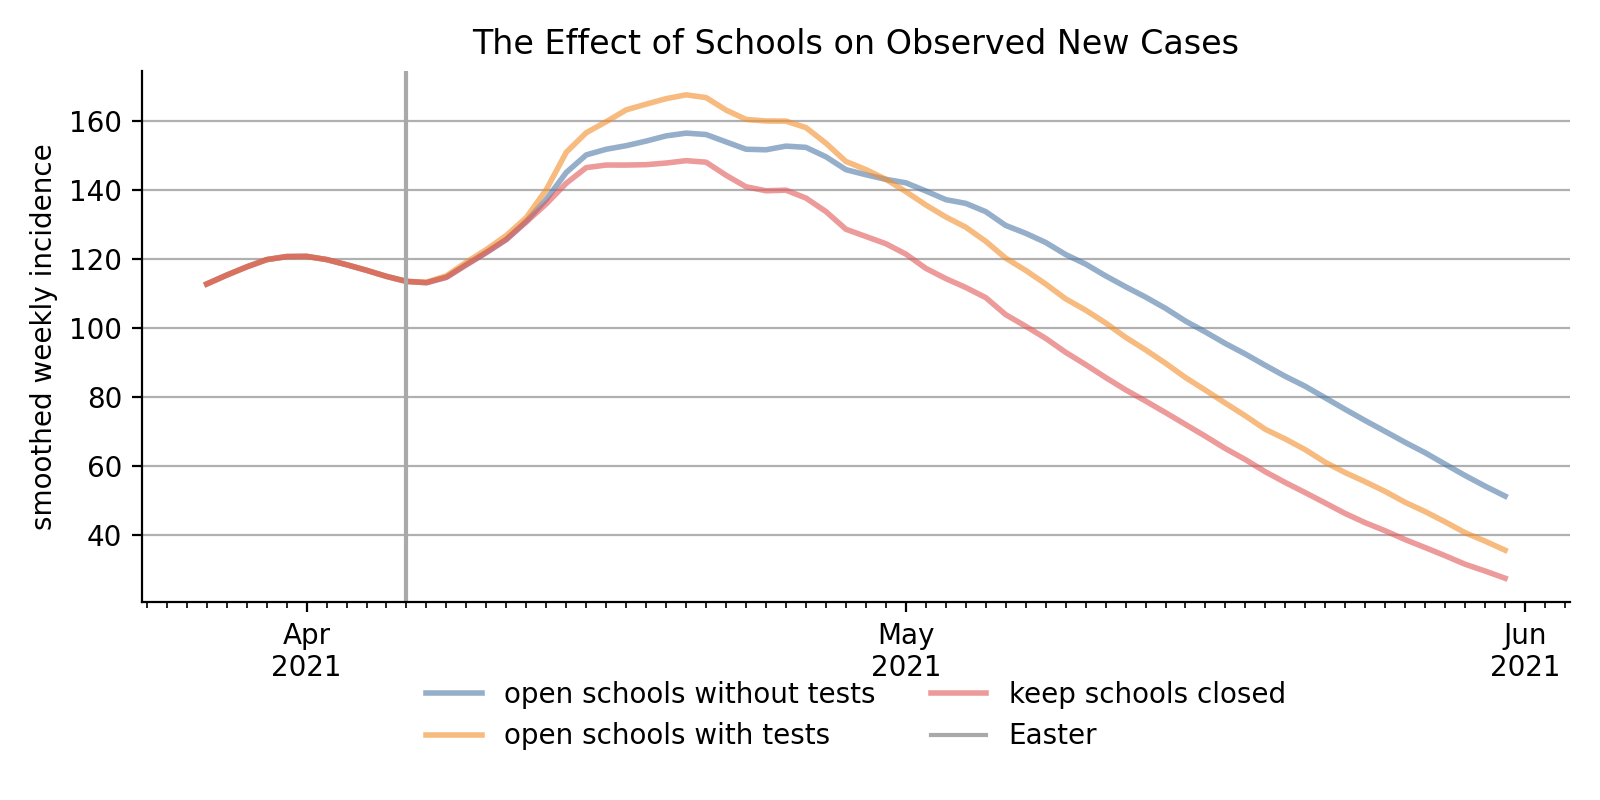 The Effect of Schools on Observed New Cases
smoothed weekly incidence
160
140
120
100
80
60
40
Apr
2021
May
2021
Jun
2021
open schools without tests
open schools with tests
keep schools closed
Easter